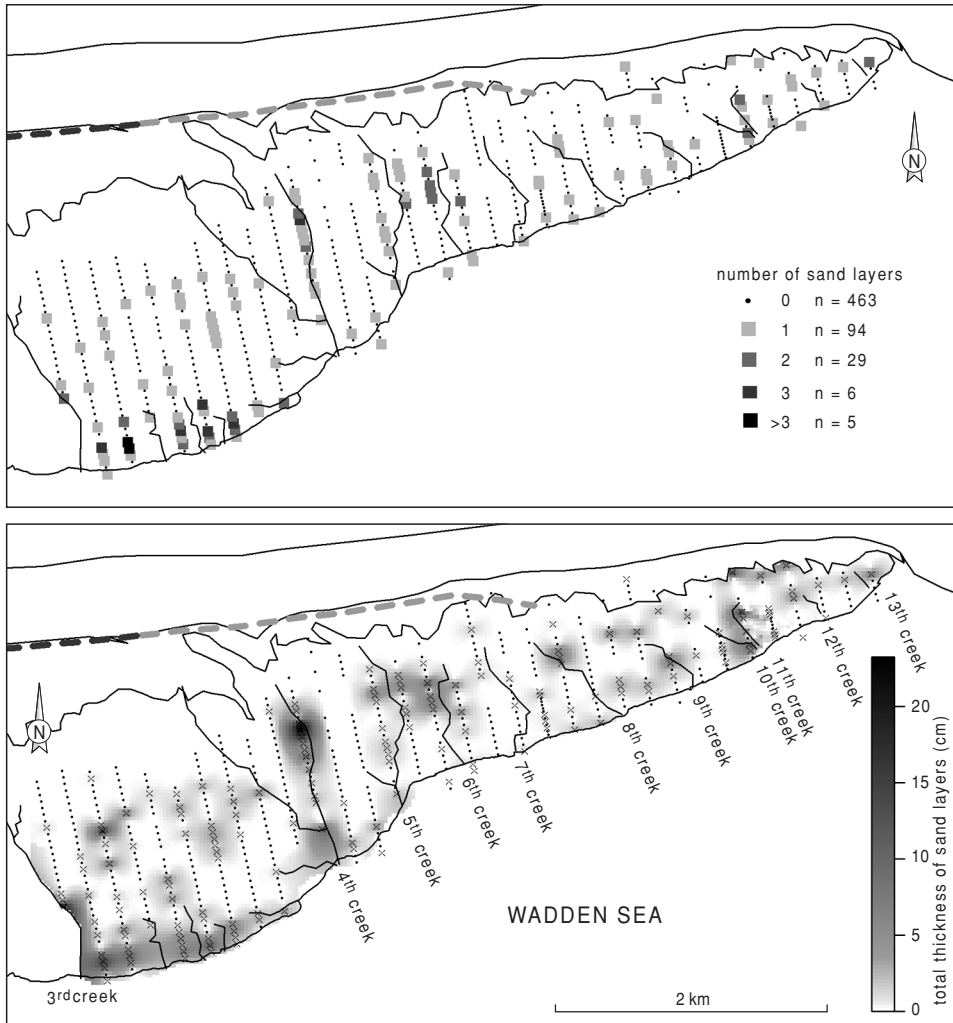 N
number of sand layers
0 n = 463
1 n = 94
2 n = 29
3 n = 6
>3 n = 5
N
13th creek
12th creek
11th creek
10th creek
9th creek
8th creek
7th creek
6th creek
5th creek
4th creek
3rd creek
WADDEN SEA
2 km
20
15
10
5
0
total thickness of sand layers (cm)